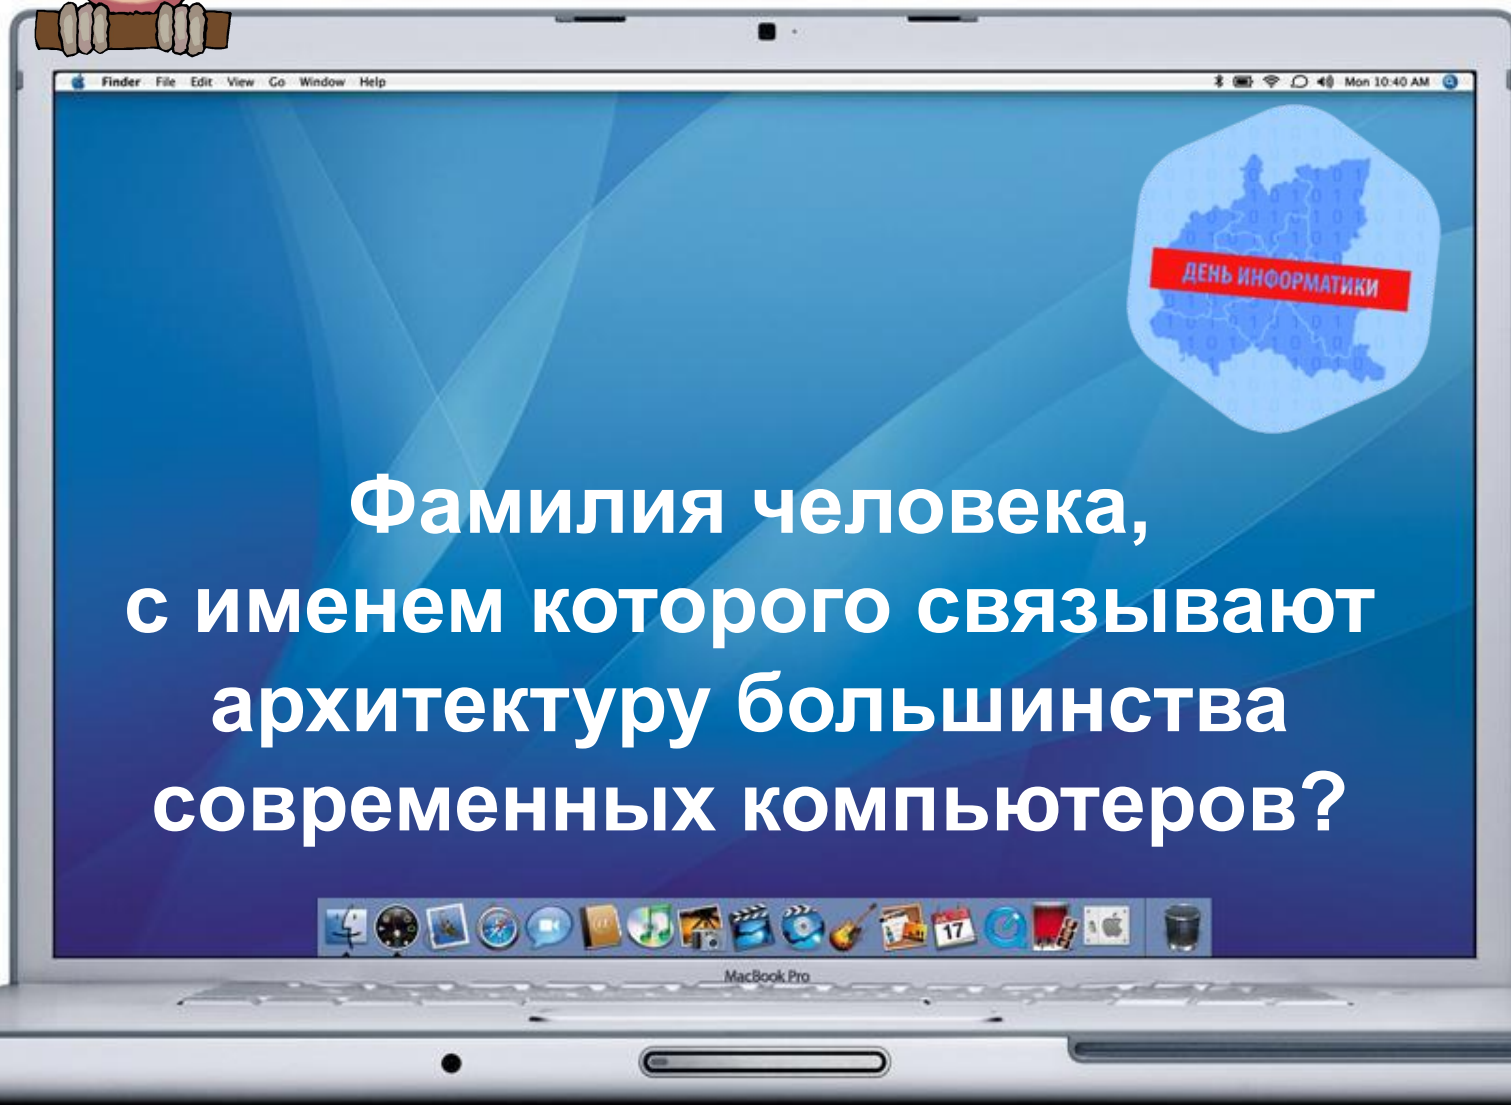 Finder File Edit View Go Window Help
Mon 10:40 AM
ДЕНЬ ИНФОРМАТИКИ
Фамилия человека,
с именем которого связывают
архитектуру большинства
современных компьютеров?
17
MacBook Pro